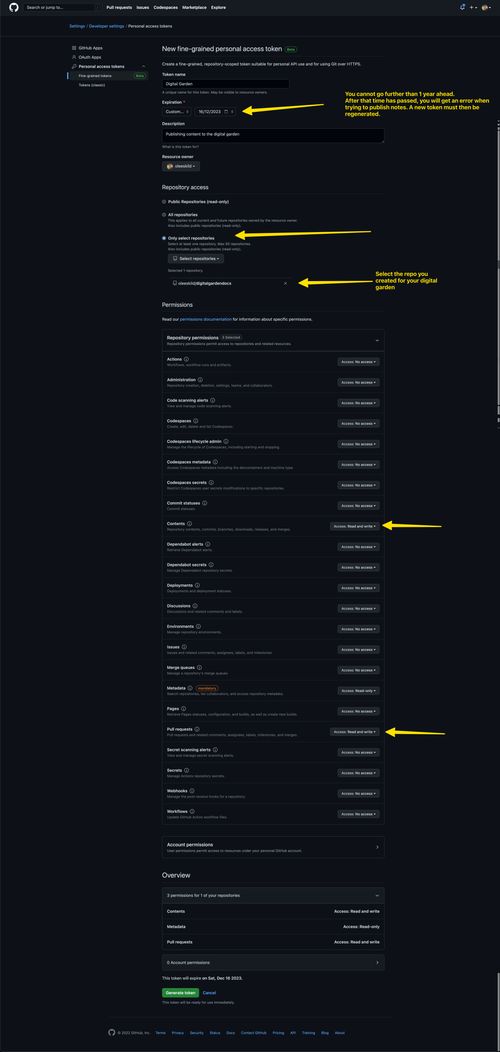 Search or jump to...
Pull requests Issues Codespaces Marketplace Explore
Settings / Developer settings / Personal access tokens
GitHub Apps
OAuth Apps
Personal access tokens
Fine-grained tokens Beta
Tokens (classic)
New fine-grained personal access token Beta
Create a fine-grained, repository-scoped token suitable for personal API use and for using Git over HTTPS.
Token name
Digital Garden
A unique name for this token. May be visible to resource owners.
Expiration *
Custom... 16/12/2023
You cannot go further than 1 year ahead.
After that time has passed, you will get an error when
trying to publish notes. A new token must then be
regenerated.
Description
Publishing content to the digital garden
What is this token for?
Resource owner
oleeskild
Repository access
Public Repositories (read-only)
All repositories
This applies to all current and future repositories owned by the resource owner.
Also includes public repositories (read-only).
Only select repositories
Select at least one repository. Max 50 repositories.
Also includes public repositories (read-only).
Select repositories
Selected 1 repository.
oleeskild/digitalgardendocs
Select the repo you
created for your digital
garden
Permissions
Read our permissions documentation for information about specific permissions.
Repository permissions 3 Selected
Repository permissions permit access to repositories and related resources.
Actions
Workflows, workflow runs and artifacts.
Access: No access
Administration
Repository creation, deletion, settings, teams, and collaborators.
Access: No access
Code scanning alerts
View and manage code scanning alerts.
Access: No access
Codespaces
Create, edit, delete and list Codespaces.
Access: No access
Codespaces lifecycle admin
Manage the lifecycle of Codespaces, including starting and stopping.
Access: No access
Codespaces metadata
Access Codespaces metadata including the devcontainers and machine type.
Access: No access
Codespaces secrets
Restrict Codespaces user secrets modifications to specific repositories.
Access: No access
Commit statuses
Commit statuses.
Access: No access
Contents
Repository contents, commits, branches, downloads, releases, and merges.
Access: Read and write
Dependabot alerts
Retrieve Dependabot alerts.
Access: No access
Dependabot secrets
Manage Dependabot repository secrets.
Access: No access
Deployments
Deployments and deployment statuses.
Access: No access
Discussions
Discussions and related comments and labels.
Access: No access
Environments
Manage repository environments.
Access: No access
Issues
Issues and related comments, assignees, labels, and milestones.
Access: No access
Merge queues
Manage a repository's merge queues
Access: No access
Metadata mandatory
Search repositories, list collaborators, and access repository metadata.
Access: Read-only
Pages
Retrieve Pages statuses, configuration, and builds, as well as create new builds.
Access: No access
Pull requests
Pull requests and related comments, assignees, labels, milestones, and merges.
Access: Read and write
Secret scanning alerts
View and manage secret scanning alerts.
Access: No access
Secrets
Manage Actions repository secrets.
Access: No access
Webhooks
Manage the post-receive hooks for a repository.
Access: No access
Workflows
Update GitHub Action workflow files.
Access: No access
Account permissions
User permissions permit access to resources under your personal GitHub account.
Overview
3 permissions for 1 of your repositories
Contents Access: Read and write
Metadata Access: Read-only
Pull requests Access: Read and write
0 Account permissions
This token will expire on Sat, Dec 16 2023.
Generate token Cancel
This token will be ready for use immediately.
© 2022 GitHub, Inc. Terms Privacy Security Status Docs Contact GitHub Pricing API Training Blog About